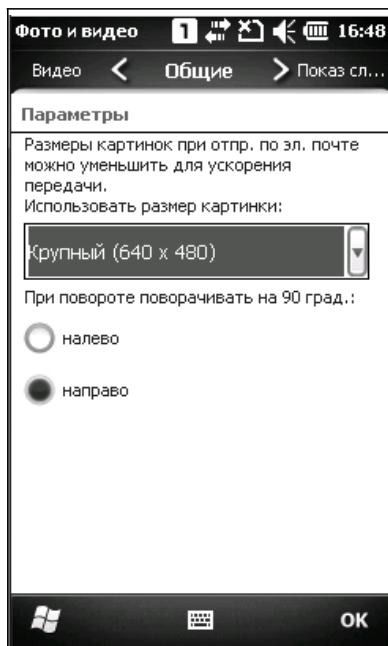 Фото и видео 1 16:48
Видео Общие Показ сл...
Параметры
Размеры картинок при отпр. по эл. почте
можно уменьшить для ускорения
передачи.
Использовать размер картинки:
Крупный (640 x 480)
При повороте поворачивать на 90 град.:
налево
направо
ОК